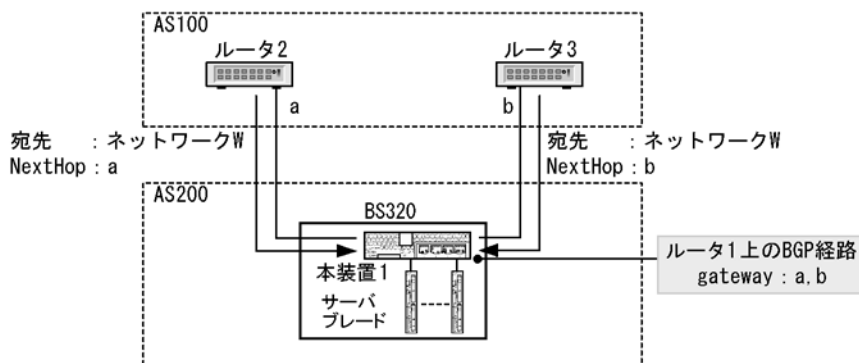 AS100
ルータ2
ルータ3
a
b
宛先　：ネットワークW
NextHop：a
宛先　：ネットワークW
NextHop：b
AS200
BS320
本装置1
サーバ
ブレード
ルータ1上のBGP経路
gateway：a,b